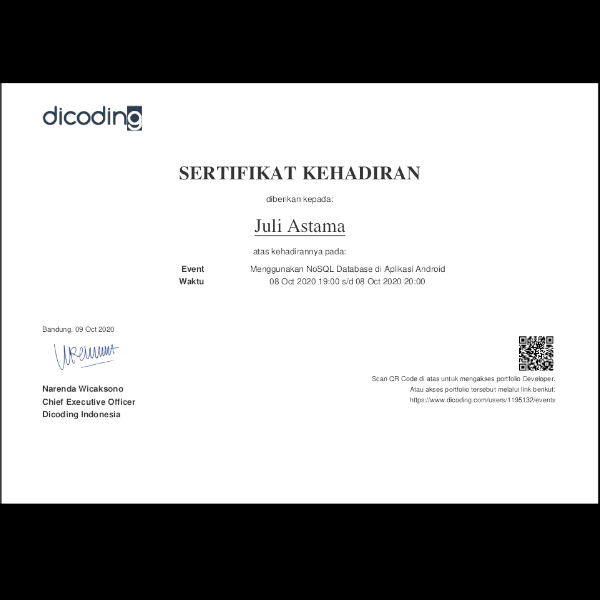 dicoding
SERTIFIKAT KEHADIRAN
diberikan kepada:
Juli Astama
atas kehadirannya pada:
Event Menggunakan NoSQL Database di Aplikasi Android
Waktu 08 Oct 2020 19:00 s/d 08 Oct 2020 20:00
Bandung, 09 Oct 2020
Narenda Wicaksono
Chief Executive Officer
Dicoding Indonesia
Scan QR Code di atas untuk mengakses portfolio Developer.
Atau akses portfolio tersebut melalui link berikut:
https://www.dicoding.com/users/1195132/events